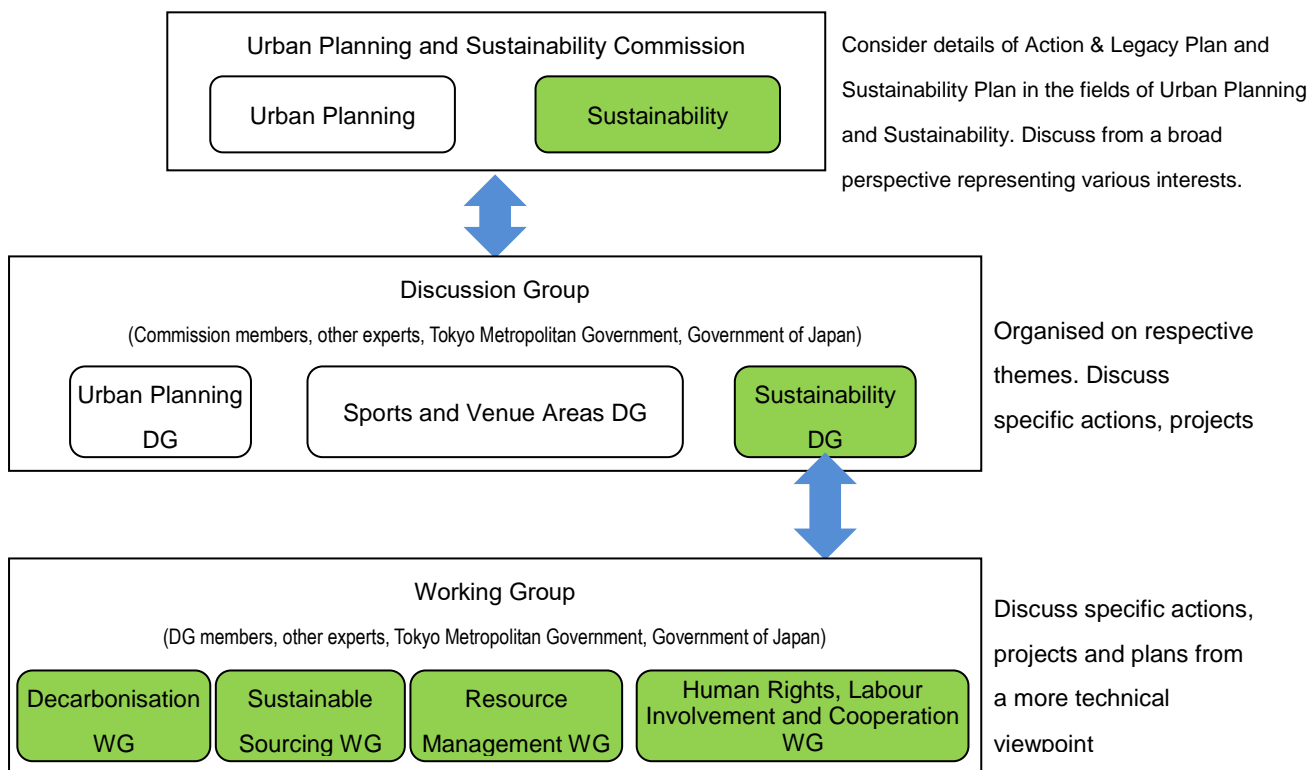 Urban Planning and Sustainability Commission
Urban Planning
Sustainability
Consider details of Action & Legacy Plan and
Sustainability Plan in the fields of Urban Planning
and Sustainability. Discuss from a broad
perspective representing various interests.
Discussion Group
(Commission members, other experts, Tokyo Metropolitan Government, Government of Japan)
Urban Planning
DG
Sports and Venue Areas DG
Sustainability
DG
Organised on respective
themes. Discuss
specific actions, projects
Working Group
(DG members, other experts, Tokyo Metropolitan Government, Government of Japan)
Decarbonisation
WG
Sustainable
Sourcing WG
Resource
Management WG
Human Rights, Labour
Involvement and Cooperation
WG
Discuss specific actions,
projects and plans from
a more technical
viewpoint